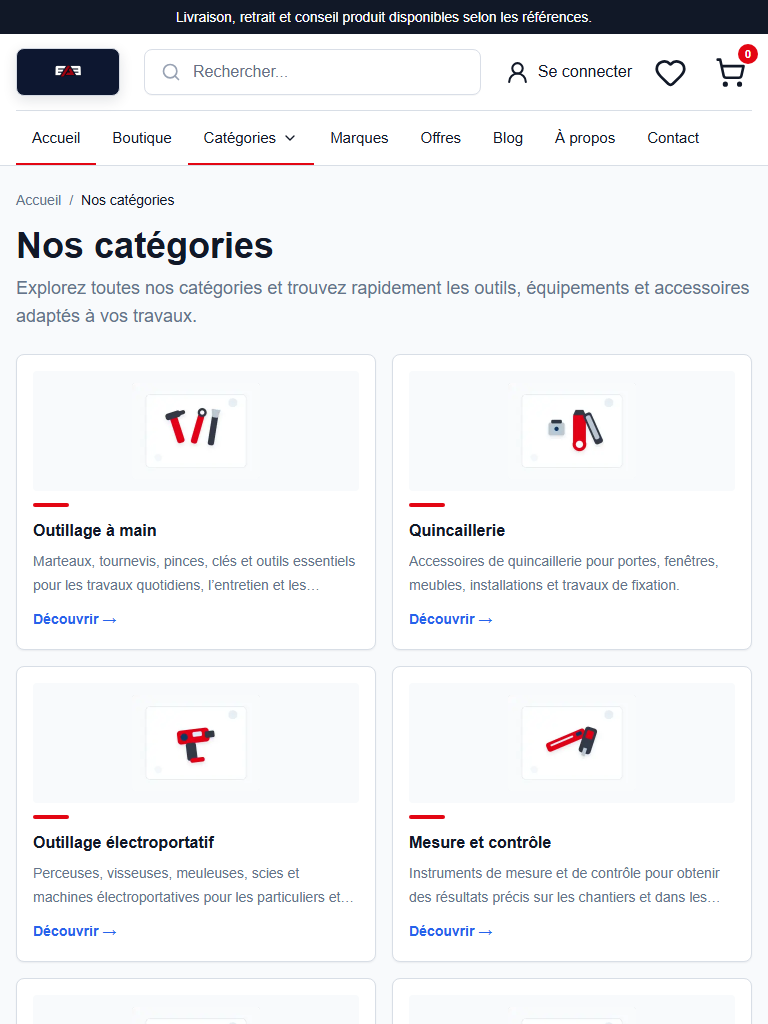 Livraison, retrait et conseil produit disponibles selon les références.
Rechercher...
Se connecter
0
Accueil
Boutique
Catégories
Marques
Offres
Blog
À propos
Contact
Accueil / Nos catégories
Nos catégories
Explorez toutes nos catégories et trouvez rapidement les outils, équipements et accessoires
adaptés à vos travaux.
Outillage à main
Marteaux, tournevis, pinces, clés et outils essentiels
pour les travaux quotidiens, l’entretien et les…
Découvrir →
Quincaillerie
Accessoires de quincaillerie pour portes, fenêtres,
meubles, installations et travaux de fixation.
Découvrir →
Outillage électroportatif
Perceuses, visseuses, meuleuses, scies et
machines électroportatives pour les particuliers et…
Découvrir →
Mesure et contrôle
Instruments de mesure et de contrôle pour obtenir
des résultats précis sur les chantiers et dans les…
Découvrir →